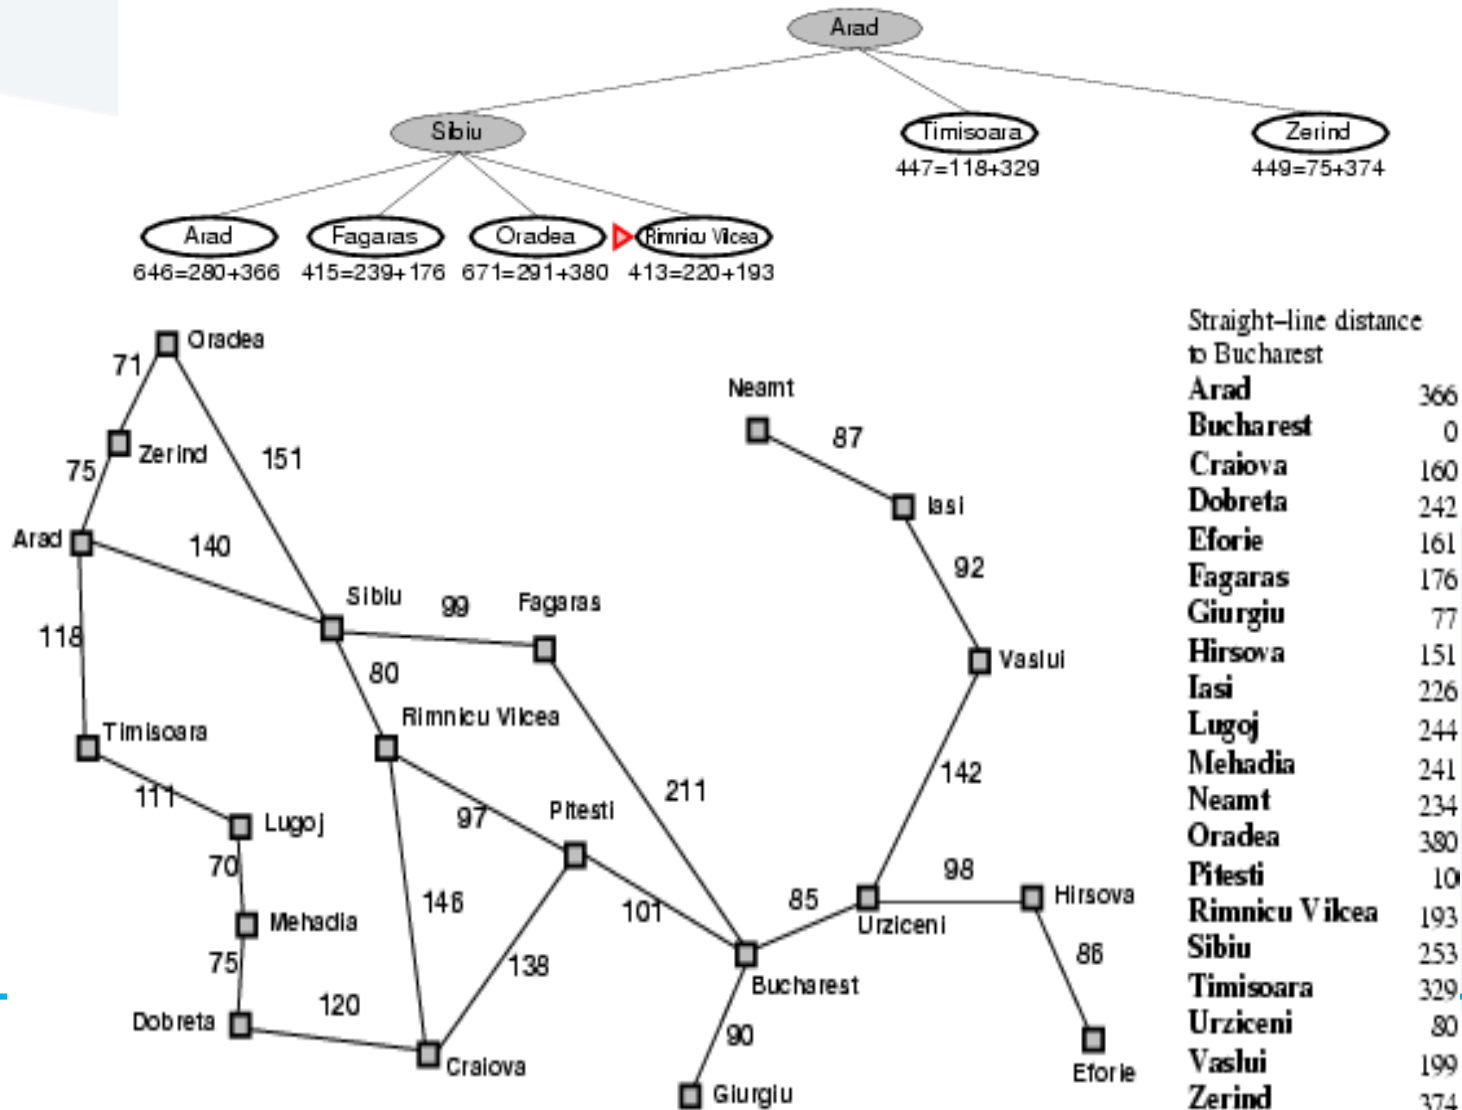 Arad
Sibiu
Timisoara
Zerind
447=118+329
449=75+374
Arad
Fagaras
Oradea
Rimnicu Vilcea
646=280+366
415=239+176
671=291+380
413=220+193
Straight–line distance
to Bucharest
Arad 366
Bucharest 0
Craiova 160
Dobreta 242
Eforie 161
Fagaras 176
Giurgiu 77
Hirsova 151
Iasi 226
Lugoj 244
Mehadia 241
Neamt 234
Oradea 380
Pitesti
Rimnicu Vilcea 193
Sibiu 253
Timisoara 329
Urziceni 80
Vaslui 199
Zerind 374
Oradea
71
Neamt
87
Zerind
151
75
Iasi
Arad
140
92
Sibiu
99
Fagaras
118
80
Vaslui
Rimnicu Vilcea
Timisoara
142
111
211
97
Pitesti
Lugoj
70
98
146
85
Hirsova
101
Urziceni
Mehadia
86
75
138
Bucharest
120
Dobreta
90
Craiova
Eforie
Giurgiu